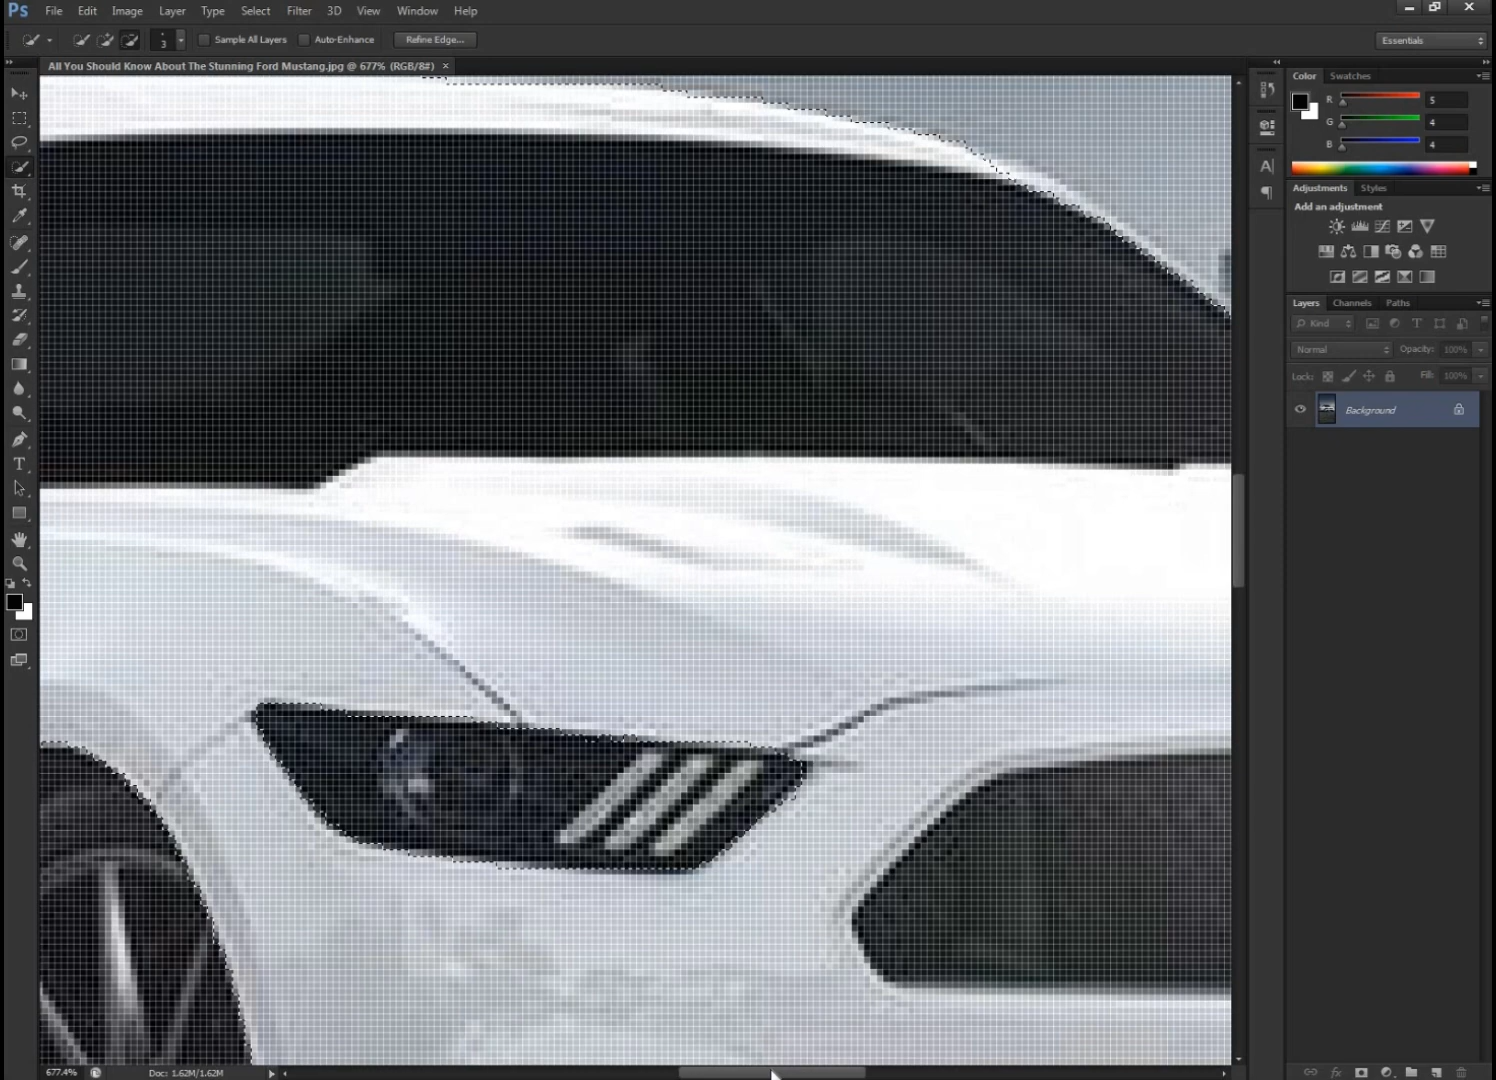 Ps File Edit Image Layer Type Select Filter 3D View Window Help
3 Sample All Layers Auto-Enhance Refine Edge... Essentials
All You Should Know About The Stunning Ford Mustang.jpg @ 677% (RGB/8#) ×
Color Swatches
R 5
G 4
B 4
Adjustments Styles
Add an adjustment
Layers Channels Paths
Kind
Normal Opacity: 100%
Lock: Fill: 100%
Background
677.4% Doc: 1.62M/1.62M